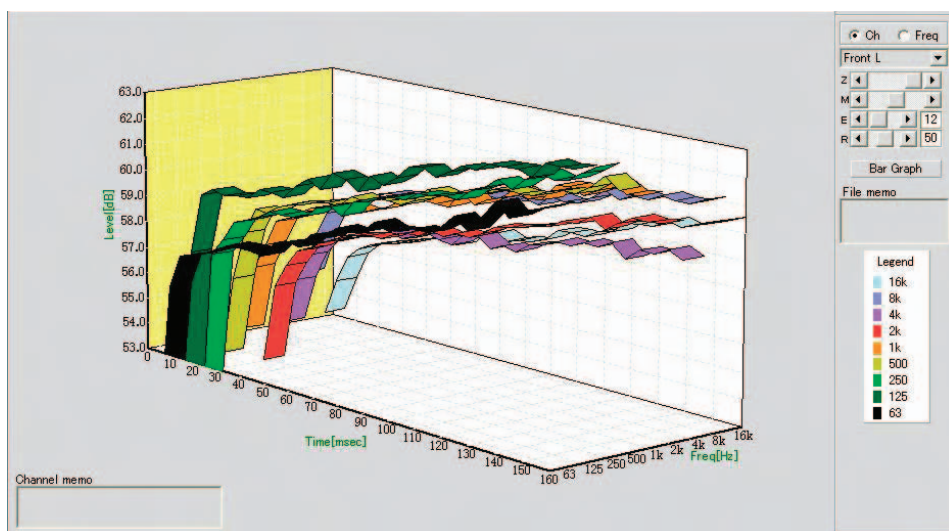 Ch Freq
Front L
Z
M
E 12
R 50
Bar Graph
File memo
Legend
16k
8k
4k
2k
1k
500
250
125
63
63.0
62.0
61.0
60.0
59.0
58.0
57.0
56.0
55.0
54.0
53.0
Level[dB]
0
10
20
30
40
50
60
70
80
90
100
110
120
130
140
150
160
Time[msec]
63
125
250
500
1k
2k
4k
8k
16k
Freq[Hz]
Channel memo